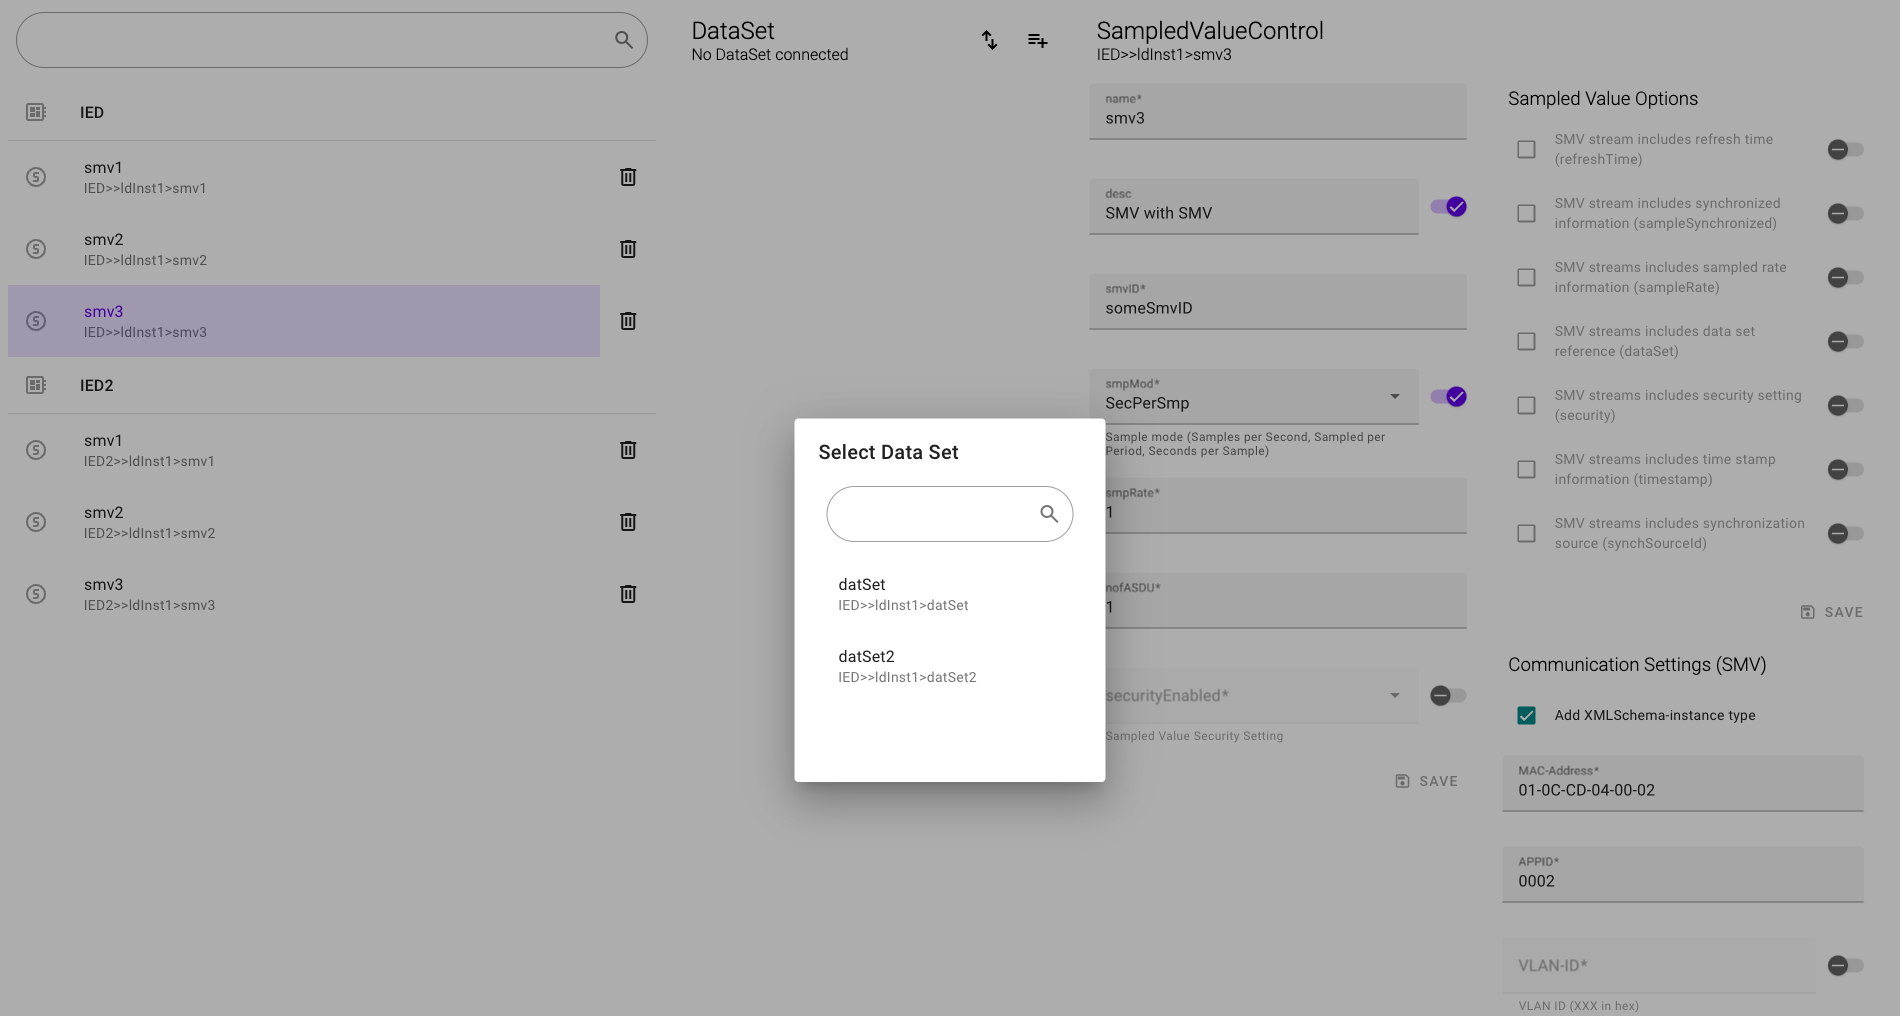 IED
smv1
IED>>ldInst1>smv1
smv2
IED>>ldInst1>smv2
smv3
IED>>ldInst1>smv3
IED2
smv1
IED2>>ldInst1>smv1
smv2
IED2>>ldInst1>smv2
smv3
IED2>>ldInst1>smv3
DataSet
No DataSet connected
Select Data Set
datSet
IED>>ldInst1>datSet
datSet2
IED>>ldInst1>datSet2
SampledValueControl
IED>>ldInst1>smv3
name*
smv3
desc
SMV with SMV
smvID*
someSmvID
smpMod*
SecPerSmp
Sample mode (Samples per Second, Sampled per
Period, Seconds per Sample)
smpRate*
1
nofASDU*
1
securityEnabled*
Sampled Value Security Setting
SAVE
Sampled Value Options
SMV stream includes refresh time
(refreshTime)
SMV stream includes synchronized
information (sampleSynchronized)
SMV streams includes sampled rate
information (sampleRate)
SMV streams includes data set
reference (dataSet)
SMV streams includes security setting
(security)
SMV streams includes time stamp
information (timestamp)
SMV streams includes synchronization
source (synchSourceId)
SAVE
Communication Settings (SMV)
Add XMLSchema-instance type
MAC-Address*
01-0C-CD-04-00-02
APPID*
0002
VLAN-ID*
VLAN ID (XXX in hex)